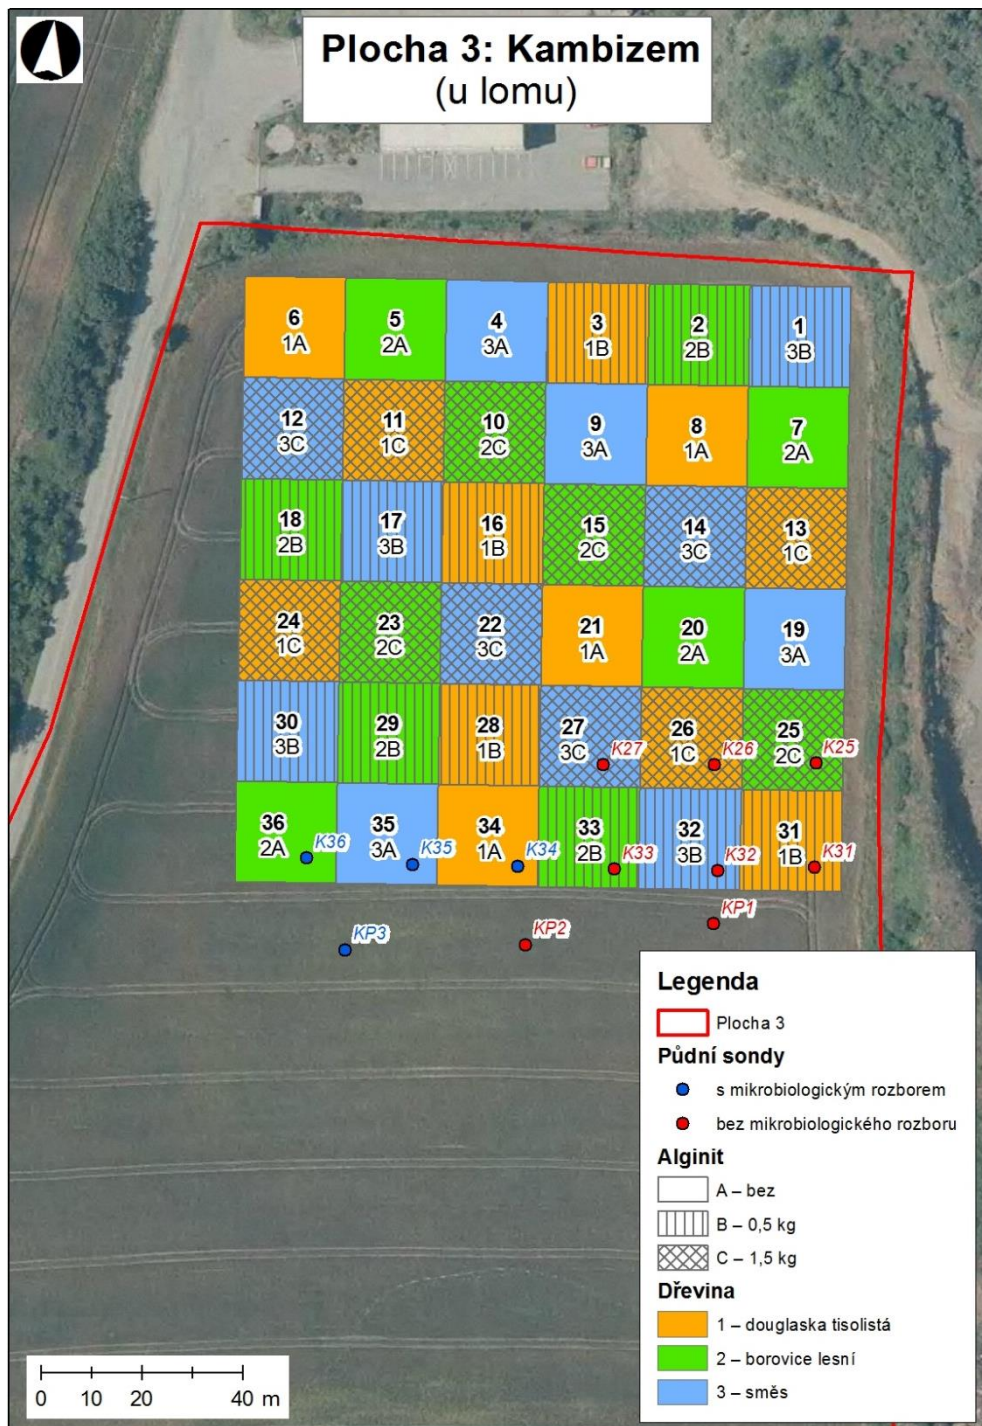 Plocha 3: Kambizem
(u lomu)
6
1A
5
2A
4
3A
3
1B
2
2B
1
3B
12
3C
11
1C
10
2C
9
3A
8
1A
7
2A
18
2B
17
3B
16
1B
15
2C
14
3C
13
1C
24
1C
23
2C
22
3C
21
1A
20
2A
19
3A
30
3B
29
2B
28
1B
27
3C
K27
26
1C
K26
25
2C
K25
36
2A
K36
35
3A
K35
34
1A
K34
33
2B
K33
32
3B
K32
31
1B
K31
KP3
KP2
KP1
Legenda
Plocha 3
Půdní sondy
s mikrobiologickým rozborem
bez mikrobiologického rozboru
Alginit
A – bez
B – 0,5 kg
C – 1,5 kg
Dřevina
1 – douglaska tisolistá
2 – borovice lesní
3 – směs
0 10 20 40 m